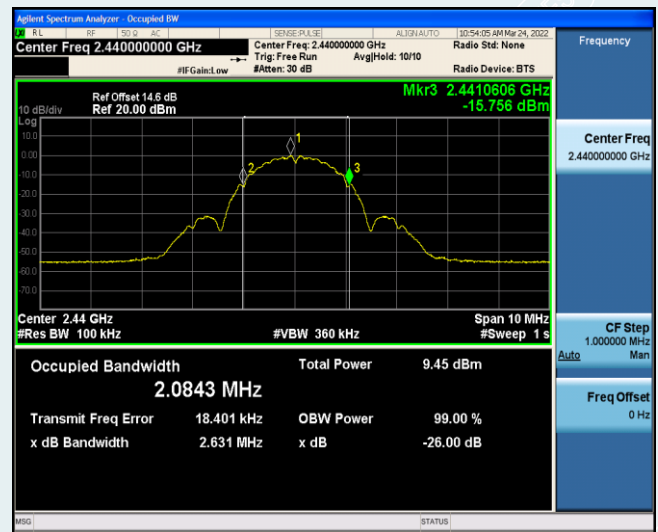 Agilent Spectrum Analyzer - Occupied BW
RL RF 50 Ω AC SENSE:PULSE ALIGN AUTO 10:54:05 AM Mar 24, 2022
Center Freq 2.440000000 GHz
Center Freq: 2.440000000 GHz
Radio Std: None
Trig: Free Run Avg|Hold: 10/10
#IFGain:Low #Atten: 30 dB Radio Device: BTS
Frequency
Mkr3 2.4410606 GHz
-15.756 dBm
Ref Offset 14.6 dB
10 dB/div Ref 20.00 dBm
Log
10.0
0.00
-10.0
-20.0
-30.0
-40.0
-50.0
-60.0
-70.0
1
2
3
Center 2.44 GHz Span 10 MHz
#Res BW 100 kHz #VBW 360 kHz #Sweep 1 s
Occupied Bandwidth Total Power 9.45 dBm
2.0843 MHz
Transmit Freq Error 18.401 kHz OBW Power 99.00 %
x dB Bandwidth 2.631 MHz x dB -26.00 dB
Center Freq
2.440000000 GHz
CF Step
1.000000 MHz
Auto Man
Freq Offset
0 Hz
MSG STATUS